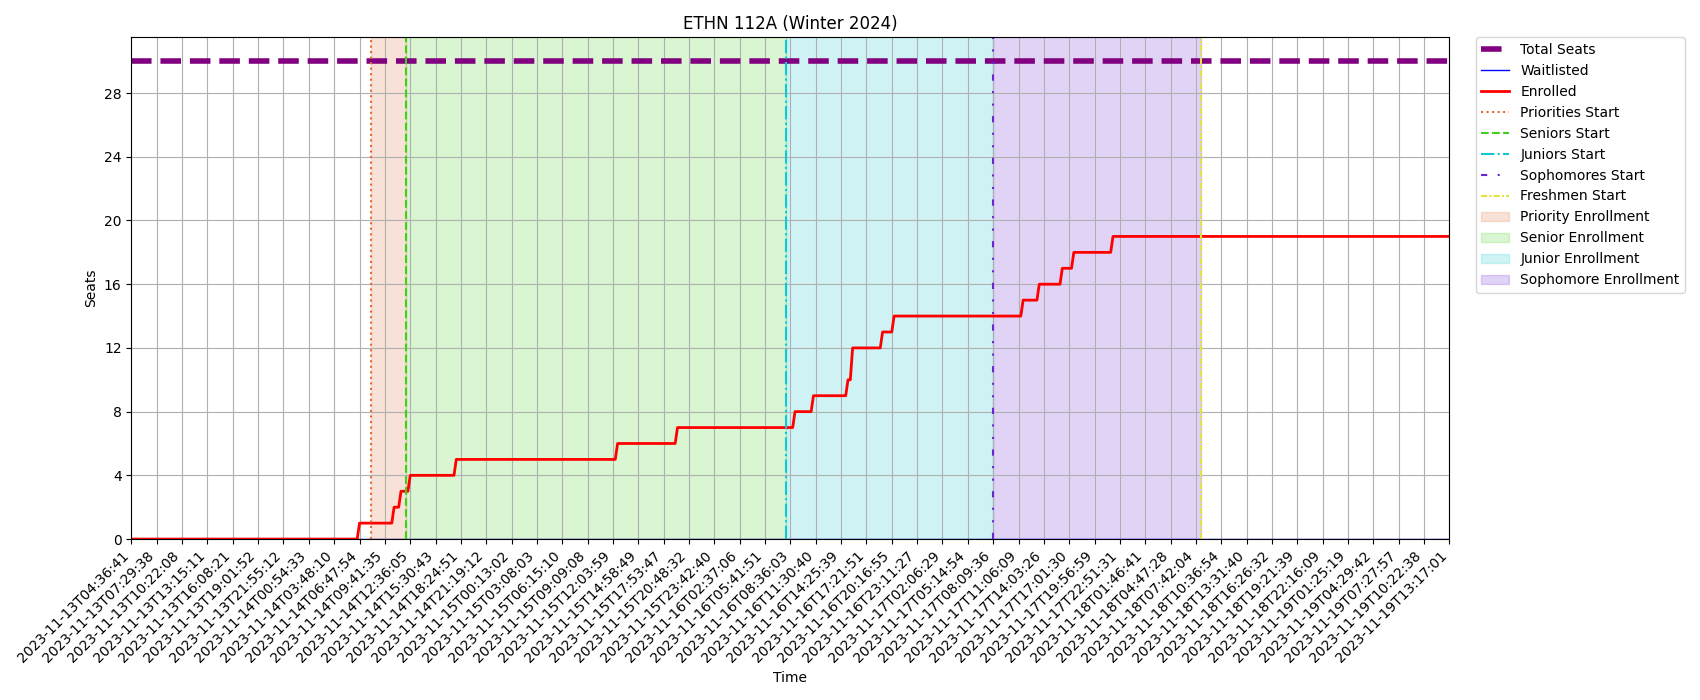 ETHN 112A (Winter 2024)
Seats
28
24
20
16
12
8
4
0
2023-11-13T04:36:41
2023-11-13T07:29:38
2023-11-13T10:22:08
2023-11-13T13:15:11
2023-11-13T16:08:21
2023-11-13T19:01:52
2023-11-13T21:55:12
2023-11-14T00:54:33
2023-11-14T03:48:10
2023-11-14T06:47:54
2023-11-14T09:41:35
2023-11-14T12:36:05
2023-11-14T15:30:43
2023-11-14T18:24:51
2023-11-14T21:19:12
2023-11-15T00:13:02
2023-11-15T03:08:03
2023-11-15T06:15:10
2023-11-15T09:09:08
2023-11-15T12:03:59
2023-11-15T14:58:49
2023-11-15T17:53:47
2023-11-15T20:48:32
2023-11-15T23:42:40
2023-11-16T02:37:06
2023-11-16T05:41:51
2023-11-16T08:36:03
2023-11-16T11:30:40
2023-11-16T14:25:39
2023-11-16T17:21:51
2023-11-16T20:16:55
2023-11-16T23:11:27
2023-11-17T02:06:29
2023-11-17T05:14:54
2023-11-17T08:09:36
2023-11-17T11:06:09
2023-11-17T14:03:26
2023-11-17T17:01:30
2023-11-17T19:56:59
2023-11-17T22:51:31
2023-11-18T01:46:41
2023-11-18T04:47:28
2023-11-18T07:42:04
2023-11-18T10:36:54
2023-11-18T13:31:40
2023-11-18T16:26:32
2023-11-18T19:21:39
2023-11-18T22:16:09
2023-11-19T01:25:19
2023-11-19T04:29:42
2023-11-19T07:27:57
2023-11-19T10:22:38
2023-11-19T13:17:01
Time
Total Seats
Waitlisted
Enrolled
Priorities Start
Seniors Start
Juniors Start
Sophomores Start
Freshmen Start
Priority Enrollment
Senior Enrollment
Junior Enrollment
Sophomore Enrollment